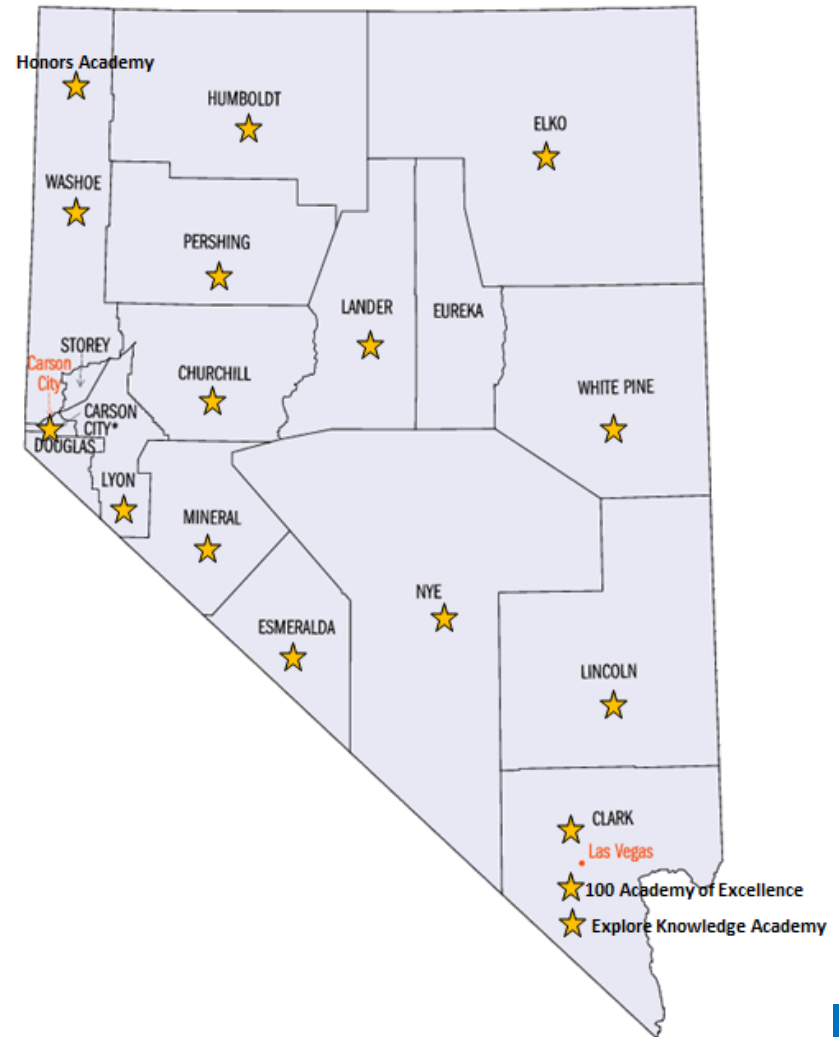 Honors Academy
HUMBOLDT
ELKO
WASHOE
PERSHING
LANDER
EUREKA
STOREY
Carson
City
CHURCHILL
WHITE PINE
CARSON
CITY*
DOUGLAS
LYON
MINERAL
NYE
ESMERALDA
LINCOLN
CLARK
Las Vegas
100 Academy of Excellence
Explore Knowledge Academy